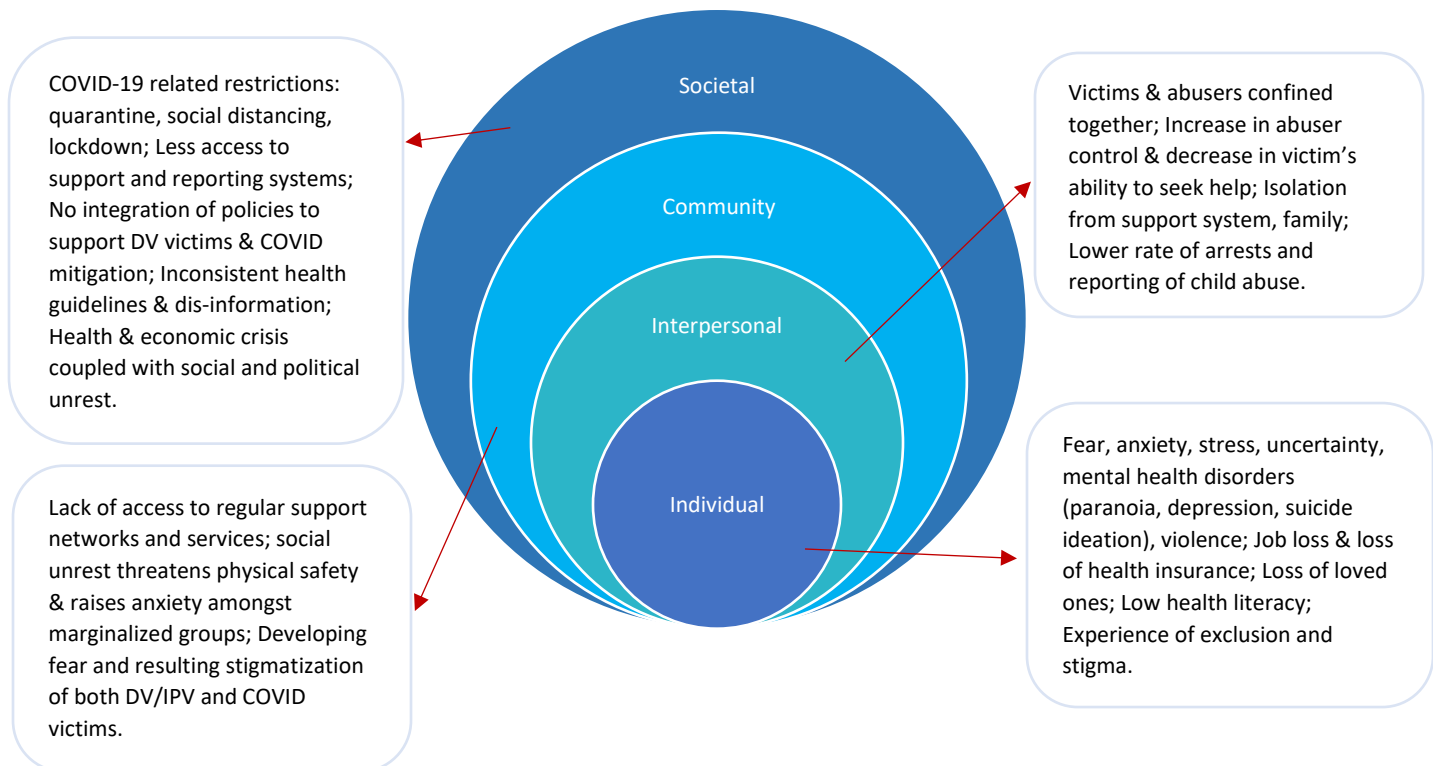 COVID-19 related restrictions:
quarantine, social distancing,
lockdown; Less access to
support and reporting systems;
No integration of policies to
support DV victims & COVID
mitigation; Inconsistent health
guidelines & dis-information;
Health & economic crisis
coupled with social and political
unrest.
Lack of access to regular support
networks and services; social
unrest threatens physical safety
& raises anxiety amongst
marginalized groups; Developing
fear and resulting stigmatization
of both DV/IPV and COVID
victims.
Societal
Community
Interpersonal
Individual
Victims & abusers confined
together; Increase in abuser
control & decrease in victim’s
ability to seek help; Isolation
from support system, family;
Lower rate of arrests and
reporting of child abuse.
Fear, anxiety, stress, uncertainty,
mental health disorders
(paranoia, depression, suicide
ideation), violence; Job loss & loss
of health insurance; Loss of loved
ones; Low health literacy;
Experience of exclusion and
stigma.